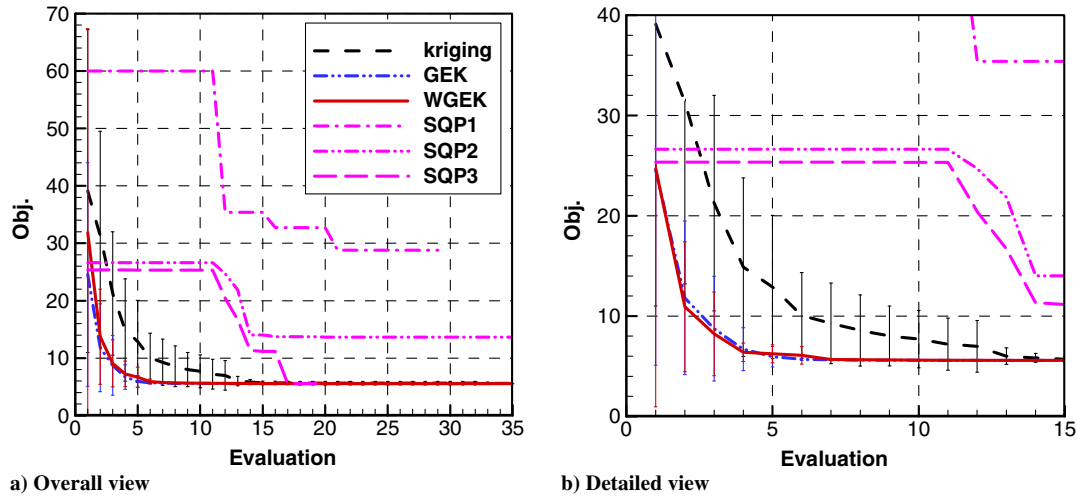 70
60
50
40
30
20
10
0
Obj.
0 5 10 15 20 25 30 35
Evaluation
kriging
GEK
WGEK
SQP1
SQP2
SQP3
a) Overall view
40
30
20
10
0
Obj.
0 5 10 15
Evaluation
b) Detailed view